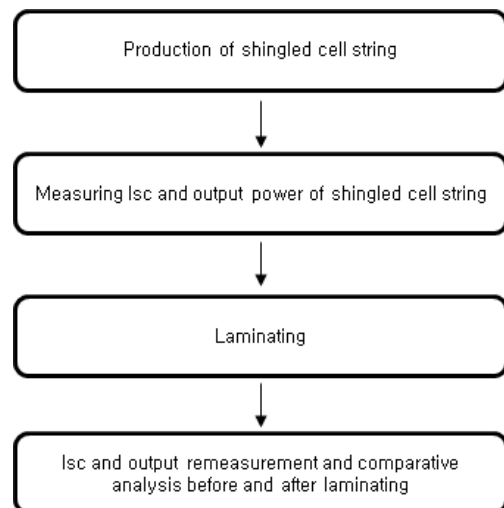 Production of shingled cell string
Measuring Isc and output power of shingled cell string
Laminating
Isc and output remeasurement and comparative
analysis before and after laminating